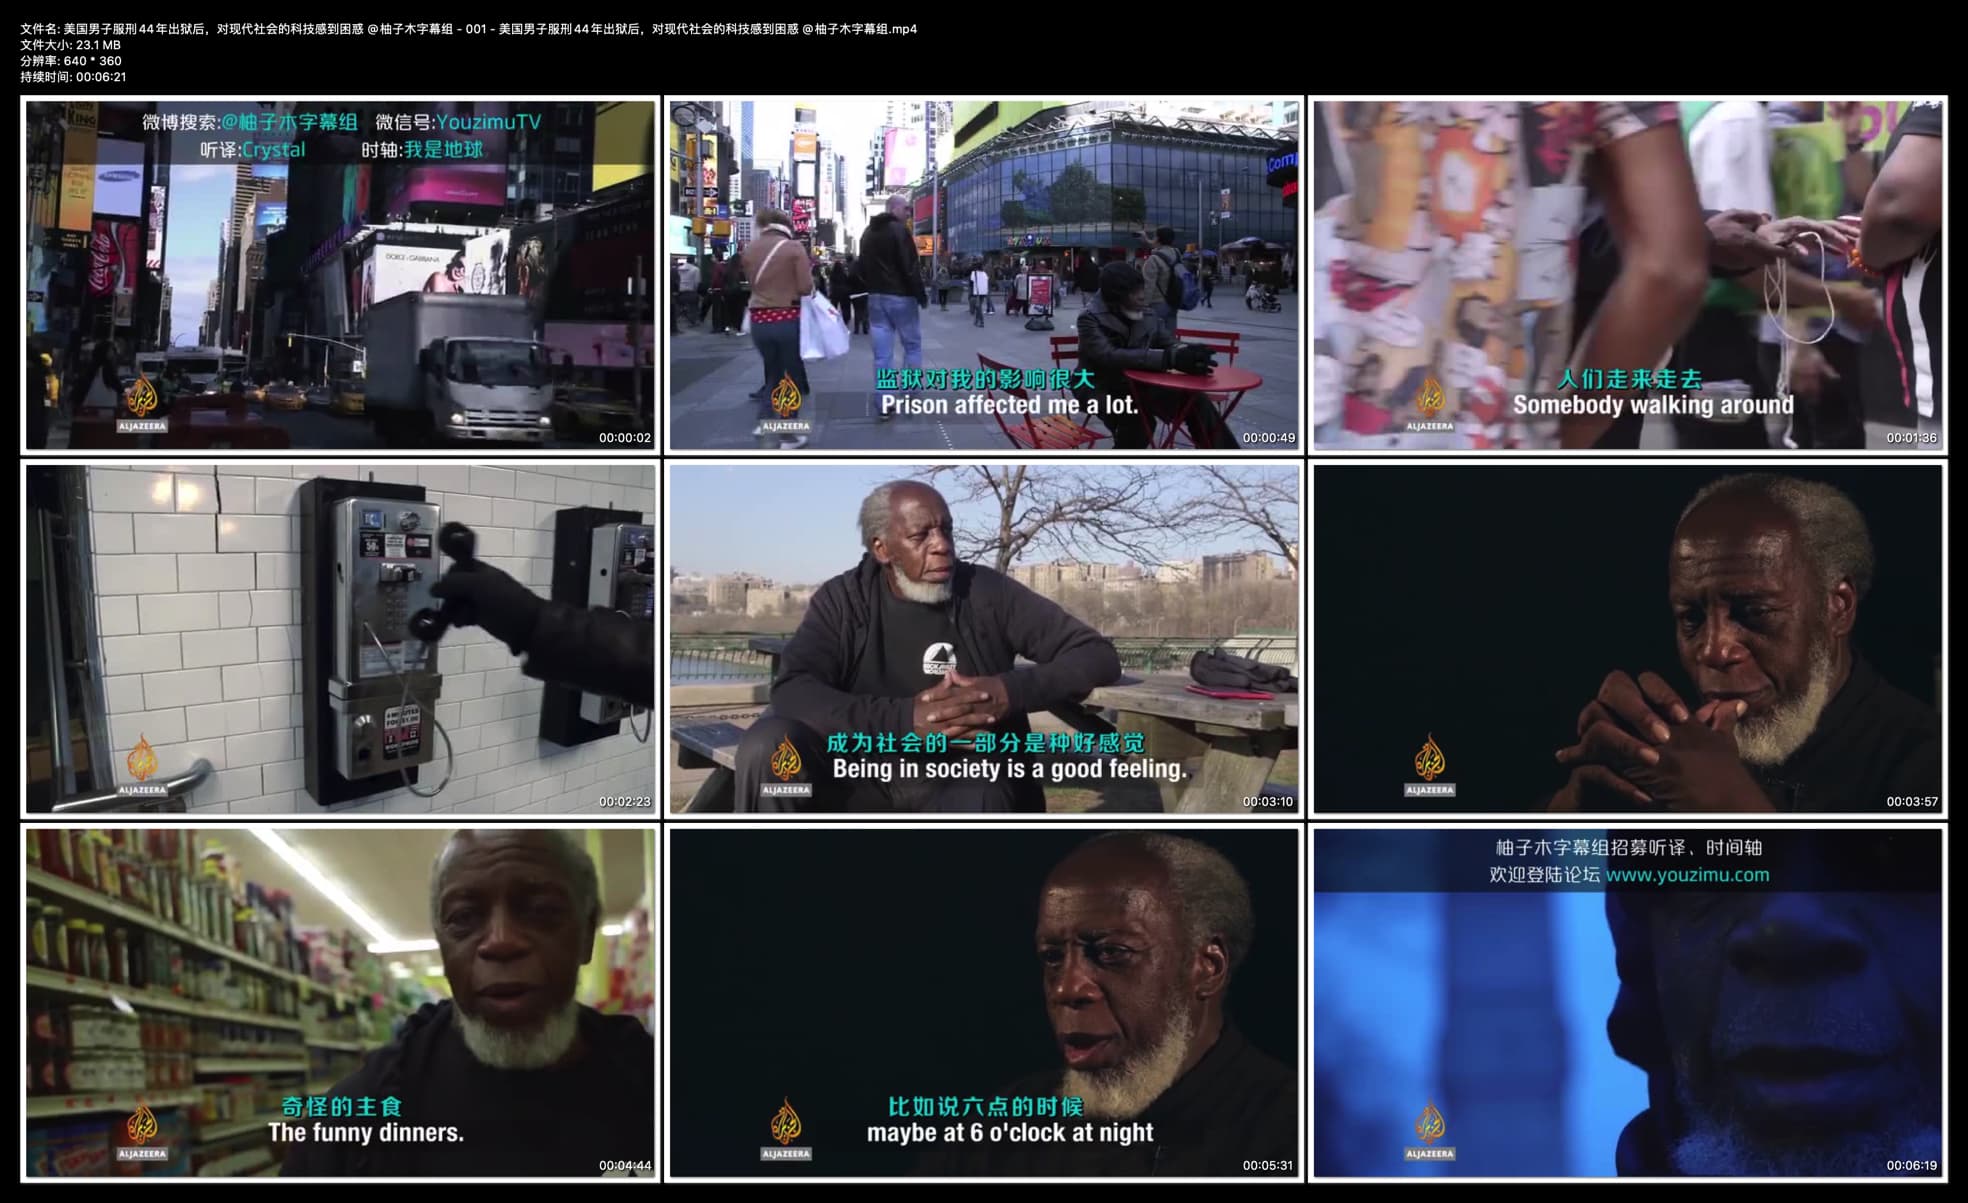 文件名: 美国男子服刑44年出狱后，对现代社会的科技感到困惑 @柚子木字幕组 - 001 - 美国男子服刑44年出狱后，对现代社会的科技感到困惑 @柚子木字幕组.mp4
文件大小: 23.1 MB
分辨率: 640 * 360
持续时间: 00:06:21
微博搜索:@柚子木字幕组 微信号:YouzimuTV
听译:Crystal 时轴:我是地球
KING
SAMSUNG
Coca-Cola
DOLCE & GABBANA
ALJAZEERA
00:00:02
监狱对我的影响很大
Prison affected me a lot.
ALJAZEERA
00:00:49
人们走来走去
Somebody walking around
ALJAZEERA
00:01:36
ALJAZEERA
00:02:23
成为社会的一部分是种好感觉
Being in society is a good feeling.
ALJAZEERA
00:03:10
ALJAZEERA
00:03:57
奇怪的主食
The funny dinners.
ALJAZEERA
00:04:44
比如说六点的时候
maybe at 6 o'clock at night
ALJAZEERA
00:05:31
柚子木字幕组招募听译、时间轴
欢迎登陆论坛 www.youzimu.com
ALJAZEERA
00:06:19